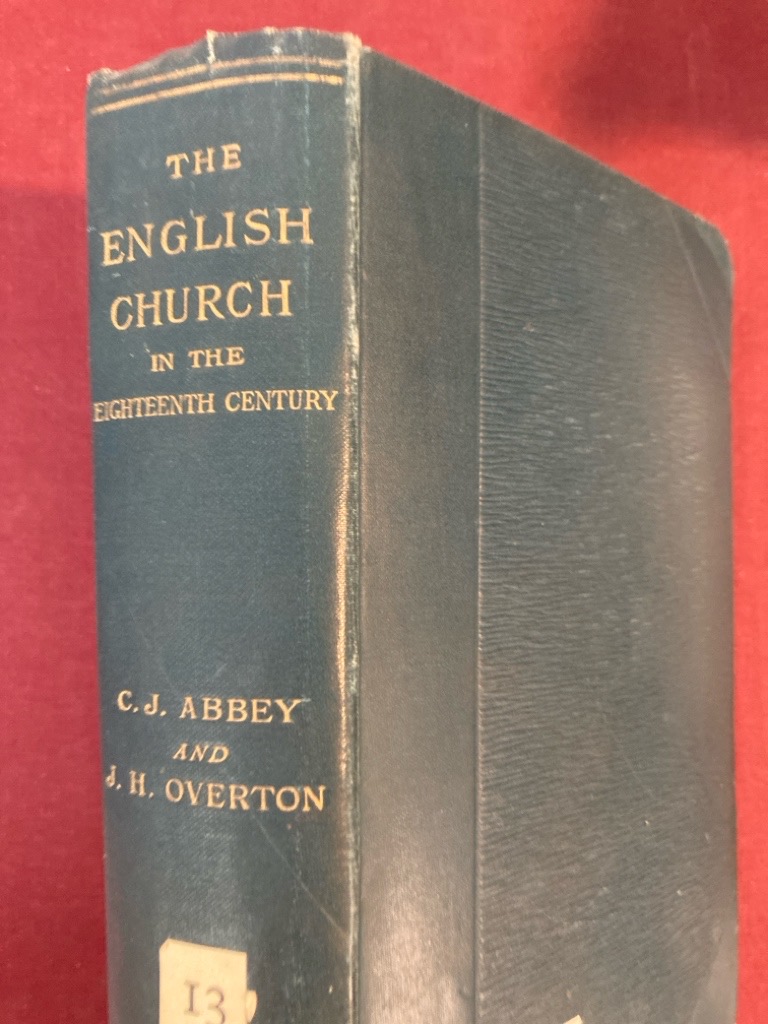 THE
ENGLISH
CHURCH
IN THE
EIGHTEENTH CENTURY
C. J. ABBEY
AND
J. H. OVERTON
13